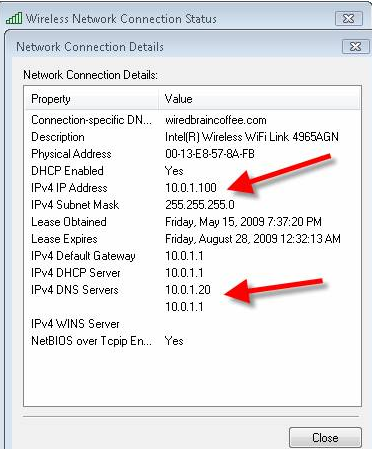 Wireless Network Connection Status
Network Connection Details
Network Connection Details:
Property Value
Connection-specific DN... wiredbraincoffee.com
Description Intel(R) Wireless WiFi Link 4965AGN
Physical Address 00-13-E8-57-8A-FB
DHCP Enabled Yes
IPv4 IP Address 10.0.1.100
IPv4 Subnet Mask 255.255.255.0
Lease Obtained Friday, May 15, 2009 7:37:20 PM
Lease Expires Friday, August 28, 2009 12:32:13 AM
IPv4 Default Gateway 10.0.1.1
IPv4 DHCP Server 10.0.1.1
IPv4 DNS Servers 10.0.1.20
10.0.1.1
IPv4 WINS Server
NetBIOS over Tcpip En... Yes
Close